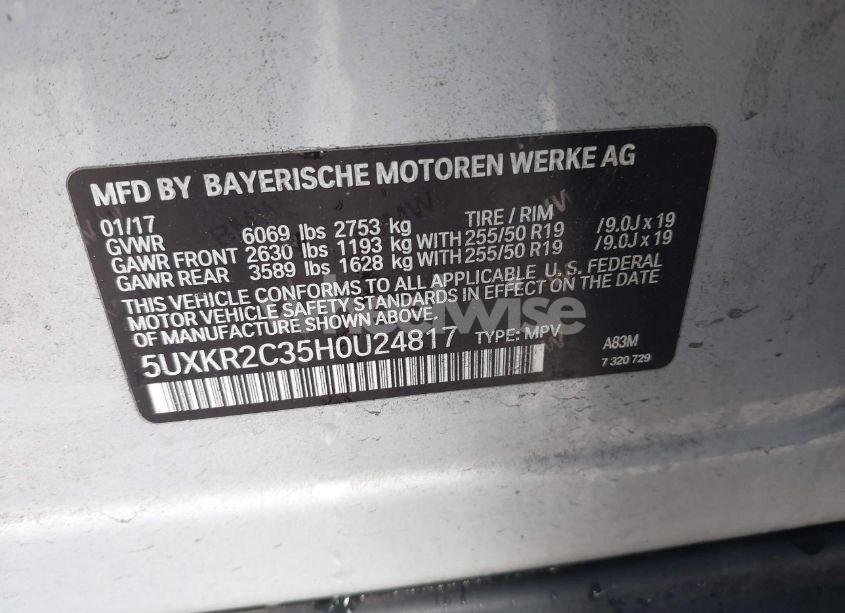 MFD BY BAYERISCHE MOTOREN WERKE AG
01/17 TIRE / RIM
GVWR 6069 lbs 2753 kg
GAWR FRONT 2630 lbs 1193 kg WITH 255/50 R19 /9.0J x 19
GAWR REAR 3589 lbs 1628 kg WITH 255/50 R19 /9.0J x 19
THIS VEHICLE CONFORMS TO ALL APPLICABLE U.S. FEDERAL
MOTOR VEHICLE SAFETY STANDARDS IN EFFECT ON THE DATE
OF MANUFACTURE SHOWN ABOVE.
5UXKR2C35H0U24817 TYPE: MPV A83M
7 320 729